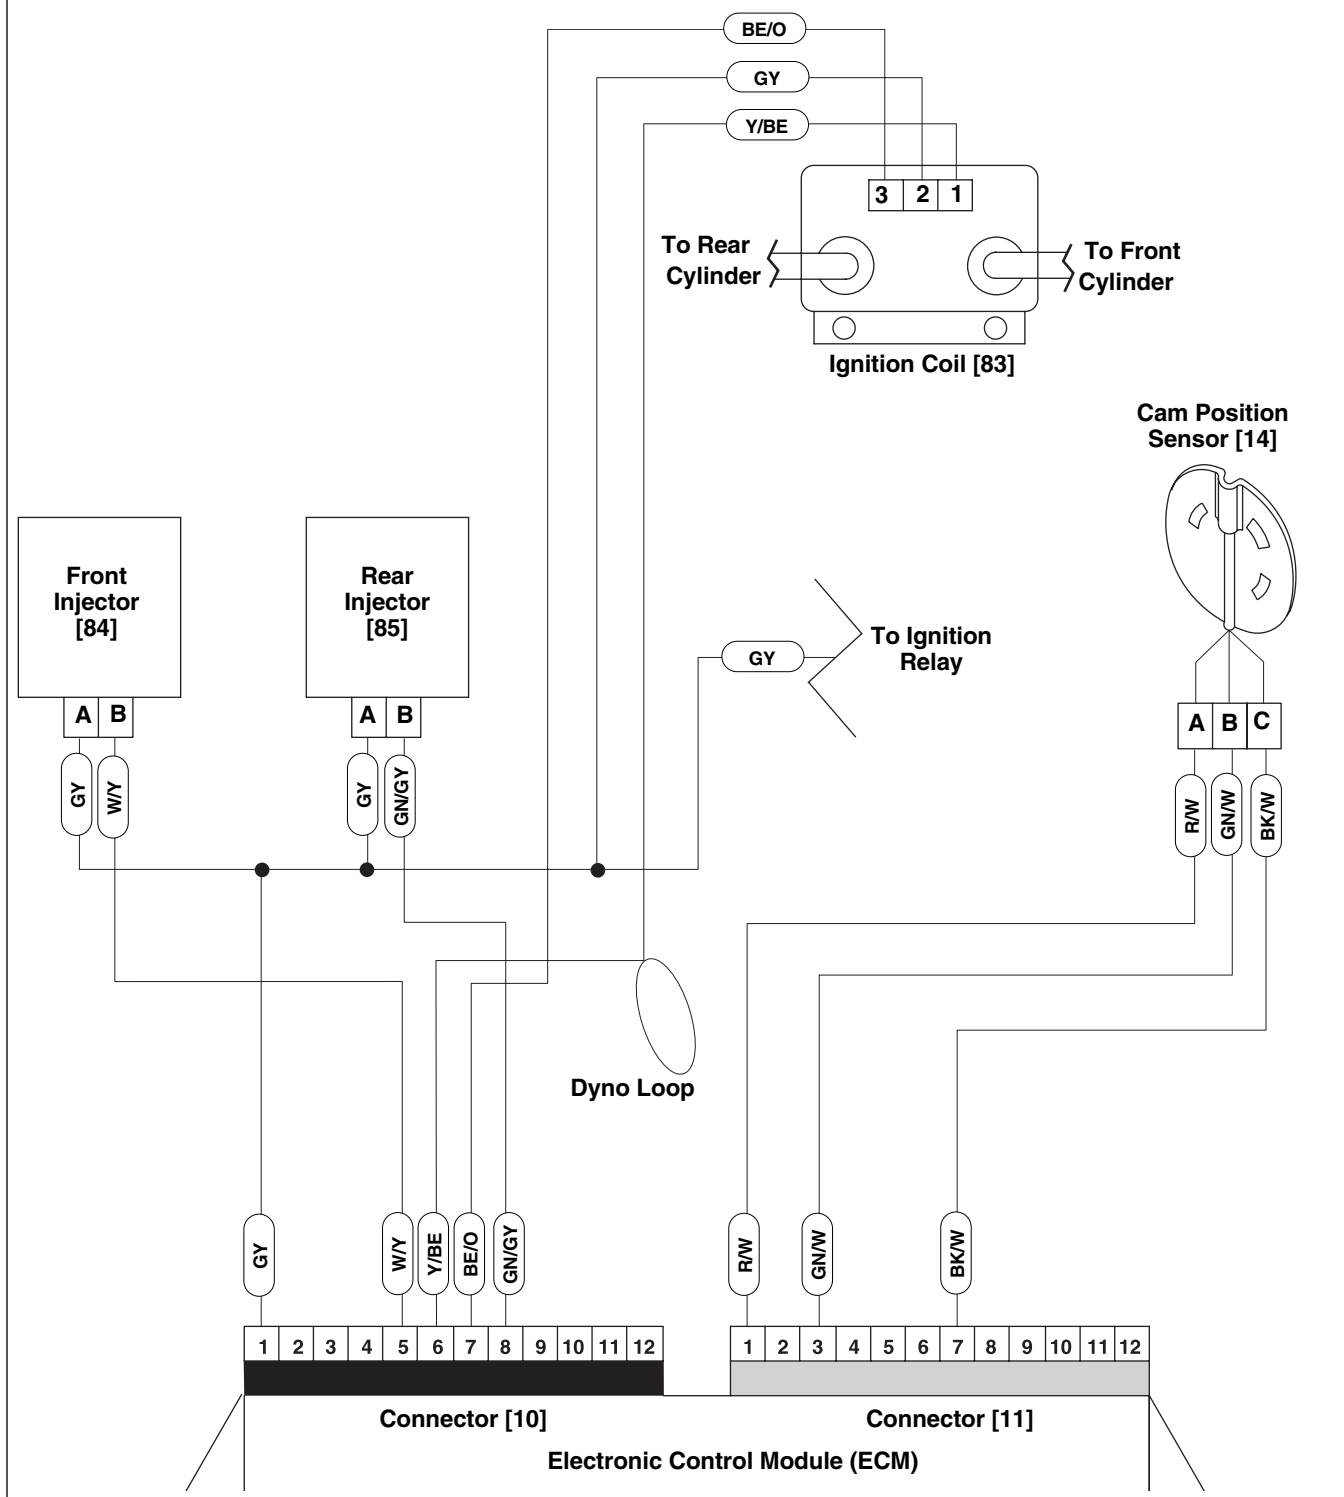 BE/O
GY
Y/BE
3 2 1
To Rear
Cylinder
To Front
Cylinder
Ignition Coil [83]
Cam Position
Sensor [14]
Front
Injector
[84]
Rear
Injector
[85]
To Ignition
Relay
GY
A B
A B
A B C
GY
W/Y
GY
GN/GY
R/W
GN/W
BK/W
Dyno Loop
GY
W/Y
Y/BE
BE/O
GN/GY
R/W
GN/W
BK/W
1 2 3 4 5 6 7 8 9 10 11 12
1 2 3 4 5 6 7 8 9 10 11 12
Connector [10]
Connector [11]
Electronic Control Module (ECM)